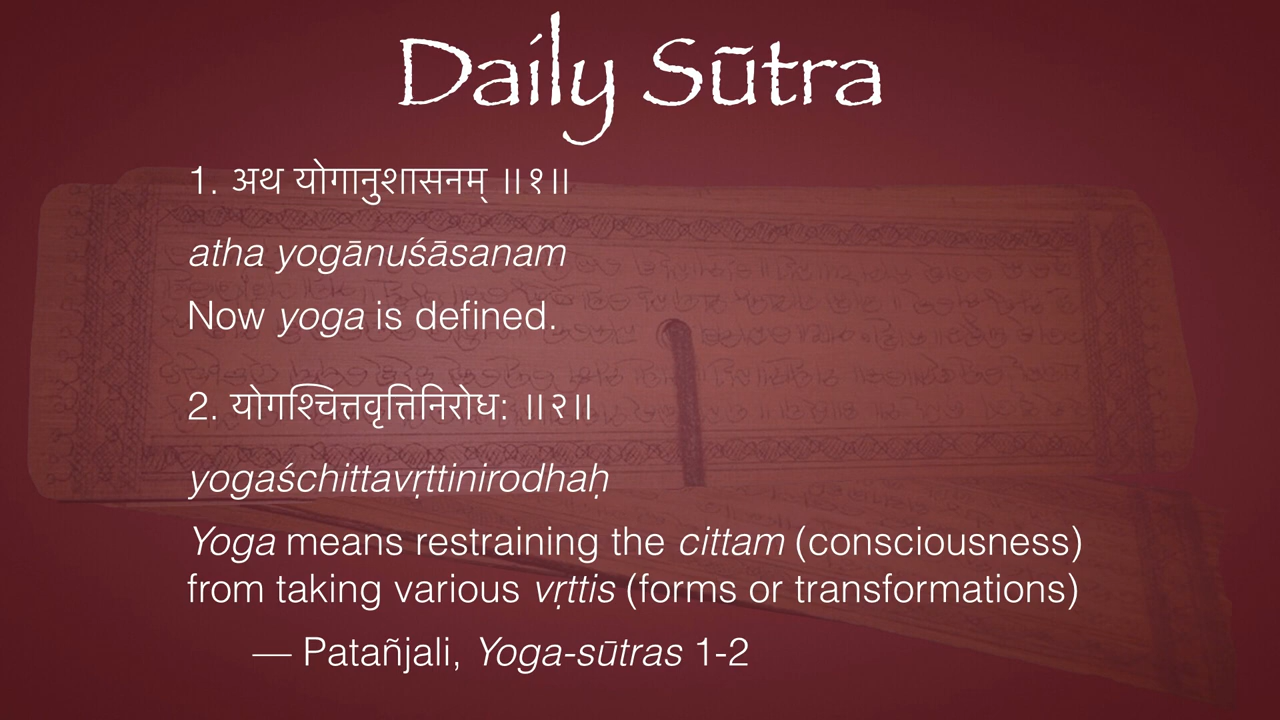 Daily Sūtra
1. अथ योगानुशासनम् ॥१॥
atha yogānuśāsanam
Now yoga is defined.
2. योगश्चित्तवृत्तिनिरोधः ॥२॥
yogaśchittavṛttinirodhaḥ
Yoga means restraining the cittam (consciousness)
from taking various vṛttis (forms or transformations)
— Patañjali, Yoga-sūtras 1-2